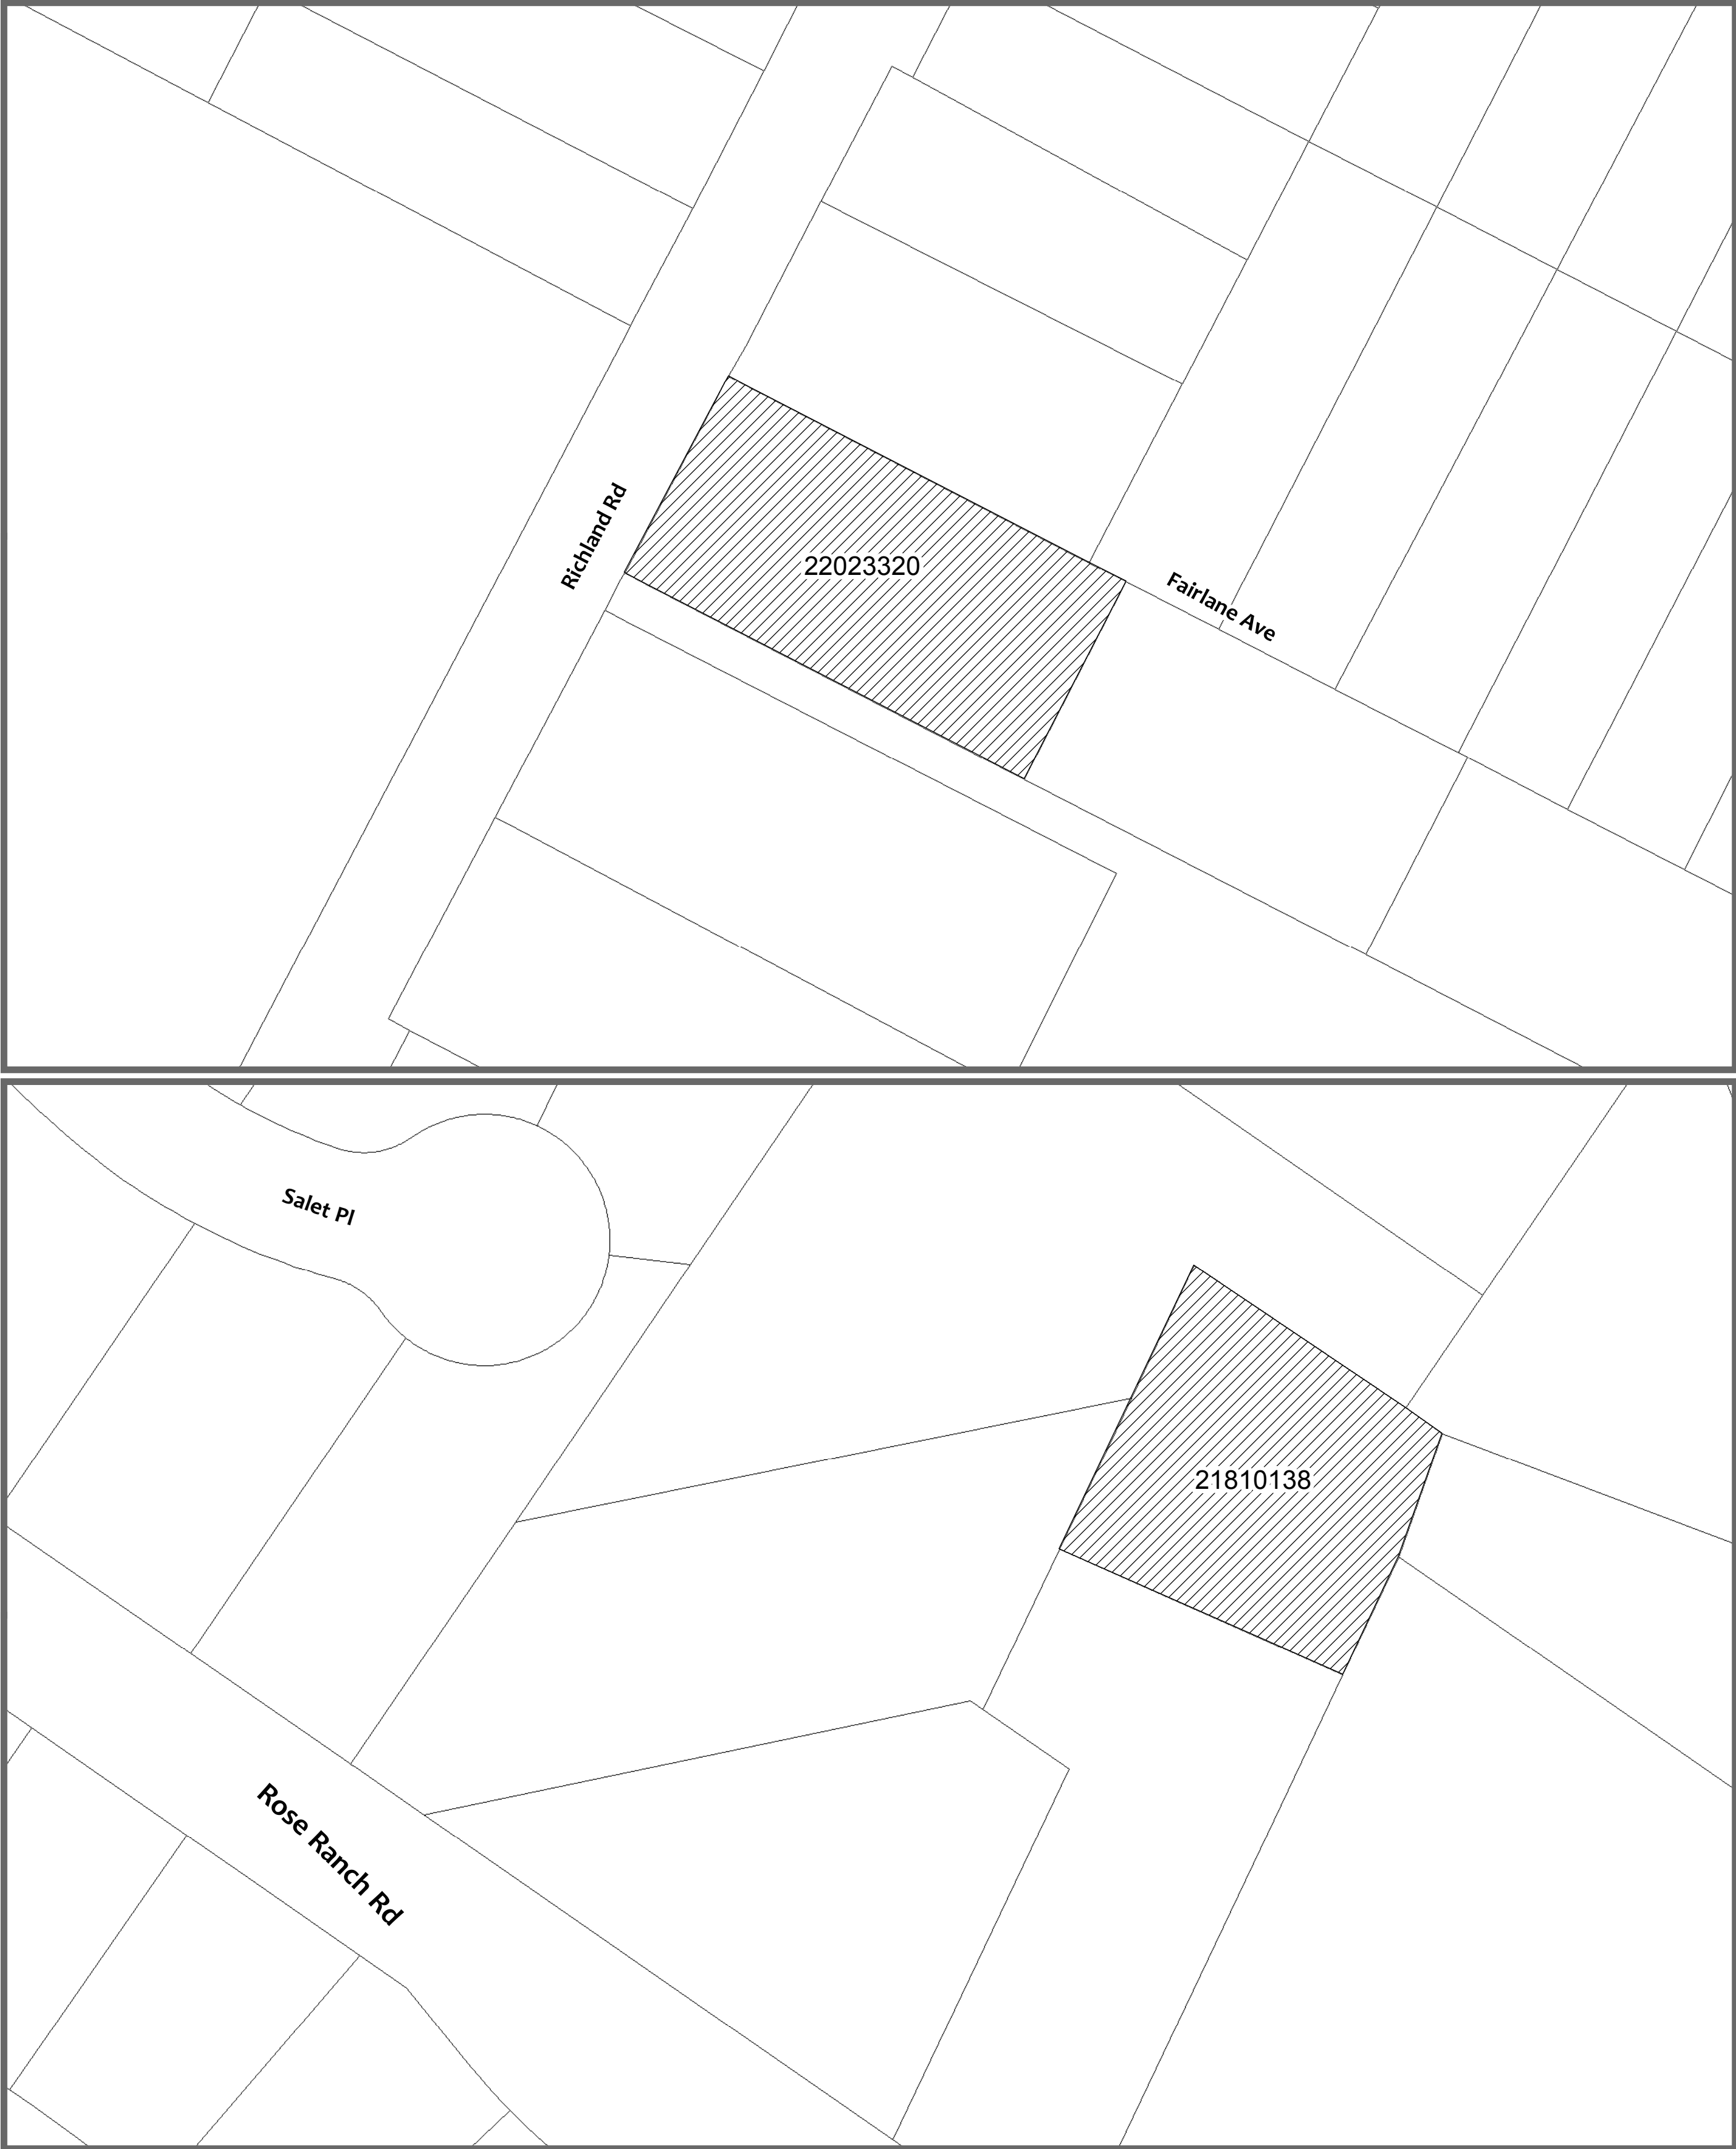 Richland Rd
22023320
Fairlane Ave
Salet Pl
21810138
Rose Ranch Rd